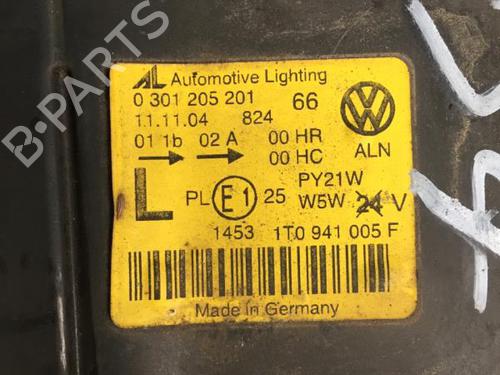 B-PARTS
AL Automotive Lighting
0 301 205 201 66
11.11.04 824
01 1b 02 A 00 HR
00 HC ALN
L PL E1 25 PY21W
W5W 24 V
1453 1T0 941 005 F
Made in Germany